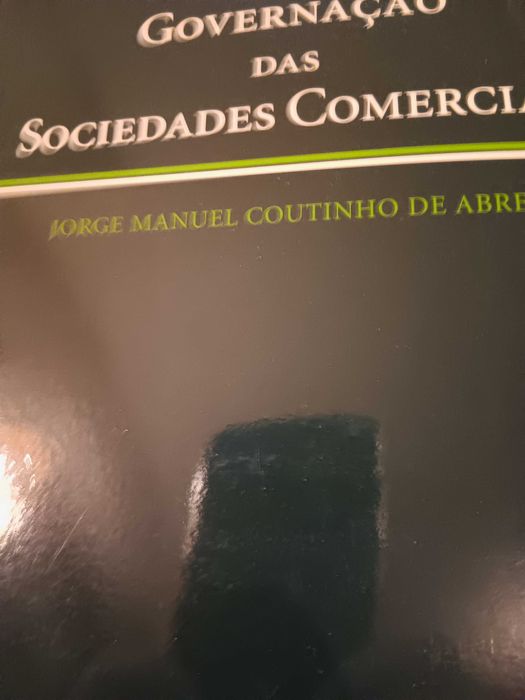 GOVERNAÇÃO
DAS
SOCIEDADES COMERCIA
JORGE MANUEL COUTINHO DE ABRE